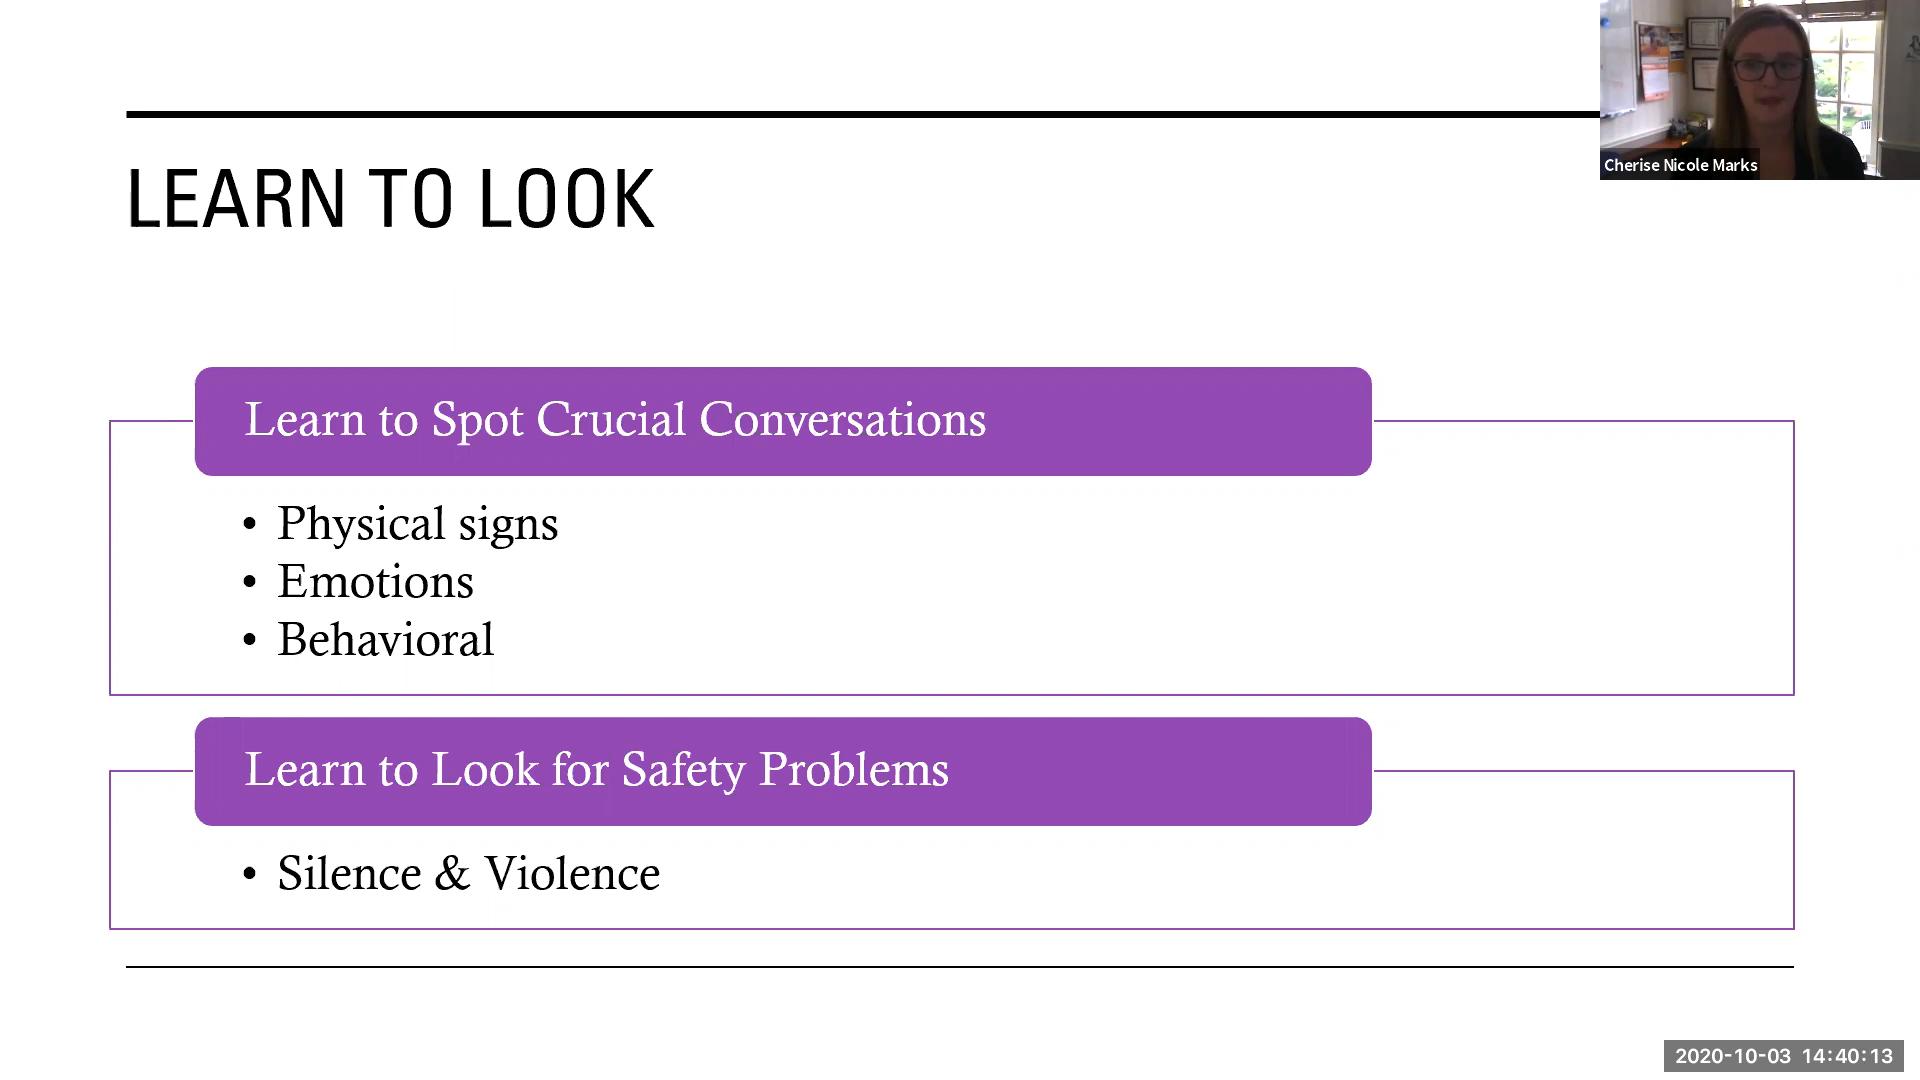 LEARN TO LOOK
Cherise Nicole Marks
Learn to Spot Crucial Conversations
• Physical signs
• Emotions
• Behavioral
Learn to Look for Safety Problems
• Silence & Violence
2020-10-03 14:40:13